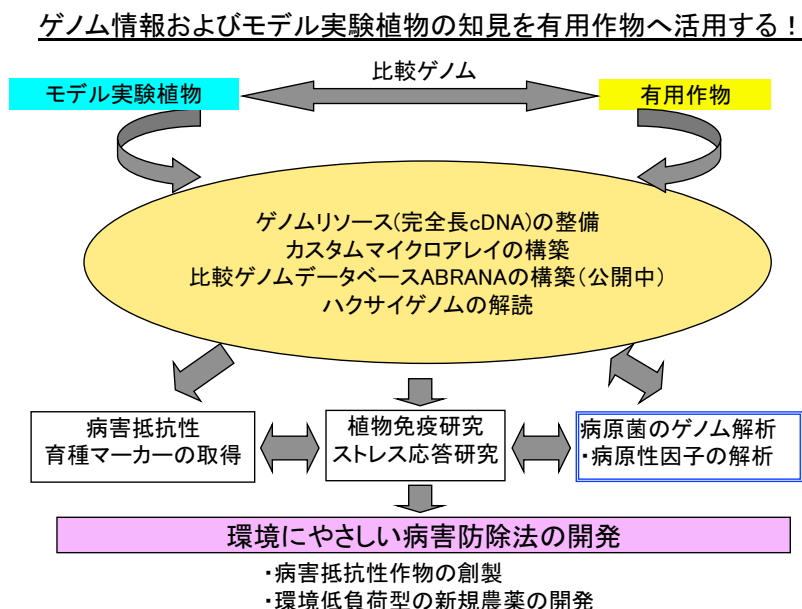 ゲノム情報およびモデル実験植物の知見を有用作物へ活用する！
比較ゲノム
モデル実験植物
有用作物
ゲノムリソース(完全長cDNA)の整備
カスタムマイクロアレイの構築
比較ゲノムデータベースABRANAの構築（公開中）
ハクサイゲノムの解読
病害抵抗性
育種マーカーの取得
植物免疫研究
ストレス応答研究
病原菌のゲノム解析
・病原性因子の解析
環境にやさしい病害防除法の開発
・病害抵抗性作物の創製
・環境低負荷型の新規農薬の開発